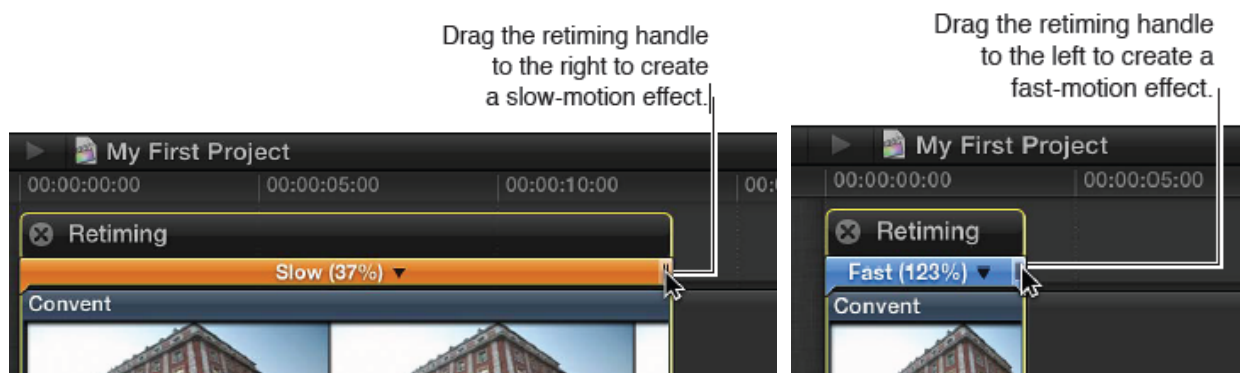 Drag the retiming handle
to the right to create
a slow-motion effect.
My First Project
00:00:00:00 00:00:05:00 00:00:10:00 00:
Retiming
Slow (37%)
Convent
Drag the retiming handle
to the left to create a
fast-motion effect.
My First Project
00:00:00:00 00:00:05:00
Retiming
Fast (123%)
Convent